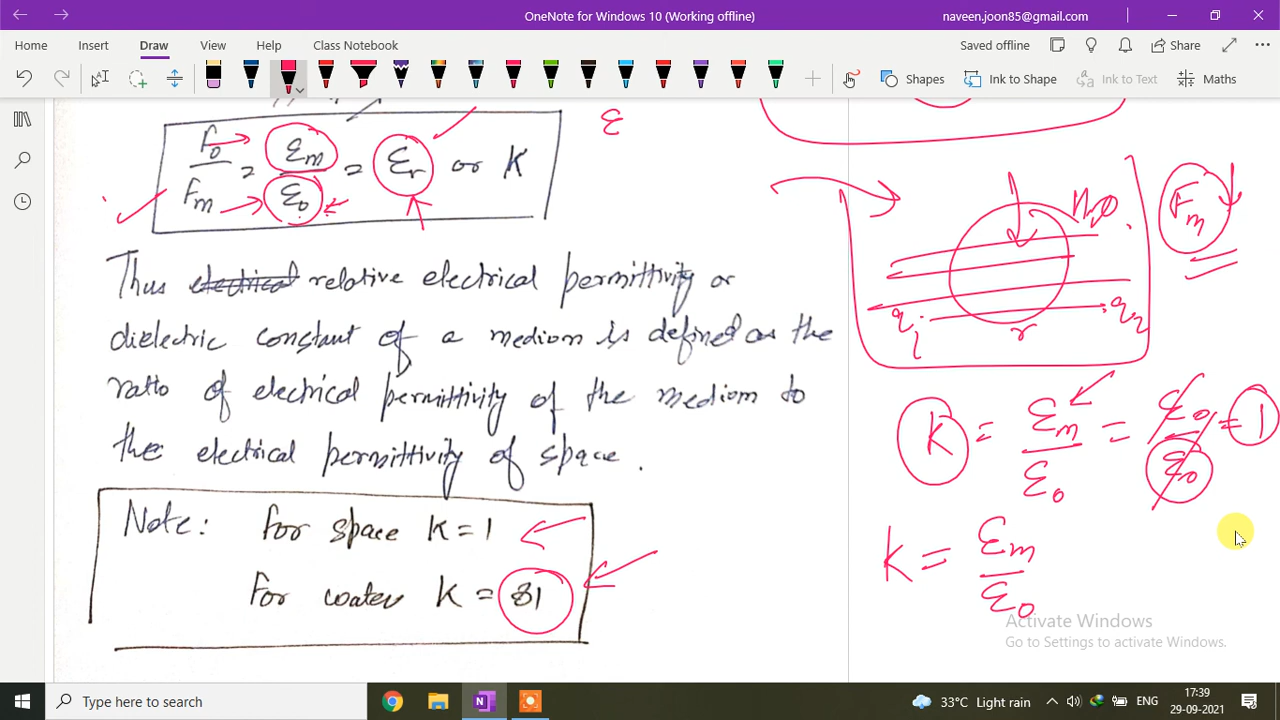 OneNote for Windows 10 (Working offline)
naveen.joon85@gmail.com
Home Insert Draw View Help Class Notebook
Saved offline
Share
Shapes
Ink to Shape
Ink to Text
Maths
F₀/Fₘ = εₘ/ε₀ = εᵣ or K
ε
Thus electrical relative electrical permittivity or
dielectric constant of a medium is defined as the
ratio of electrical permittivity of the medium to
the electrical permittivity of space.
Note: For space K = 1
For water K = 81
H₂O
Fₘ
q₁ r q₂
K = εₘ/ε₀ = ε₀/ε₀ = 1
K = εₘ/ε₀
Activate Windows
Go to Settings to activate Windows.
Type here to search
33°C Light rain
ENG
17:39
29-09-2021